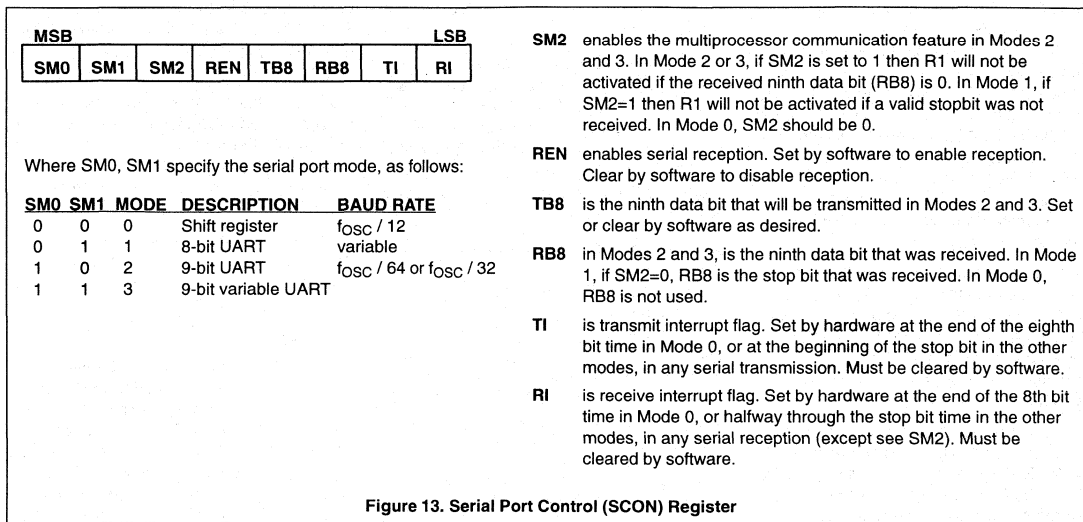 MSB LSB
SM0 SM1 SM2 REN TB8 RB8 TI RI
Where SM0, SM1 specify the serial port mode, as follows:
SM0 SM1 MODE DESCRIPTION BAUD RATE
0 0 0 Shift register fOSC / 12
0 1 1 8-bit UART variable
1 0 2 9-bit UART fOSC / 64 or fOSC / 32
1 1 3 9-bit variable UART
SM2 enables the multiprocessor communication feature in Modes 2
and 3. In Mode 2 or 3, if SM2 is set to 1 then R1 will not be
activated if the received ninth data bit (RB8) is 0. In Mode 1, if
SM2=1 then R1 will not be activated if a valid stopbit was not
received. In Mode 0, SM2 should be 0.
REN enables serial reception. Set by software to enable reception.
Clear by software to disable reception.
TB8 is the ninth data bit that will be transmitted in Modes 2 and 3. Set
or clear by software as desired.
RB8 in Modes 2 and 3, is the ninth data bit that was received. In Mode
1, if SM2=0, RB8 is the stop bit that was received. In Mode 0,
RB8 is not used.
TI is transmit interrupt flag. Set by hardware at the end of the eighth
bit time in Mode 0, or at the beginning of the stop bit in the other
modes, in any serial transmission. Must be cleared by software.
RI is receive interrupt flag. Set by hardware at the end of the 8th bit
time in Mode 0, or halfway through the stop bit time in the other
modes, in any serial reception (except see SM2). Must be
cleared by software.
Figure 13. Serial Port Control (SCON) Register